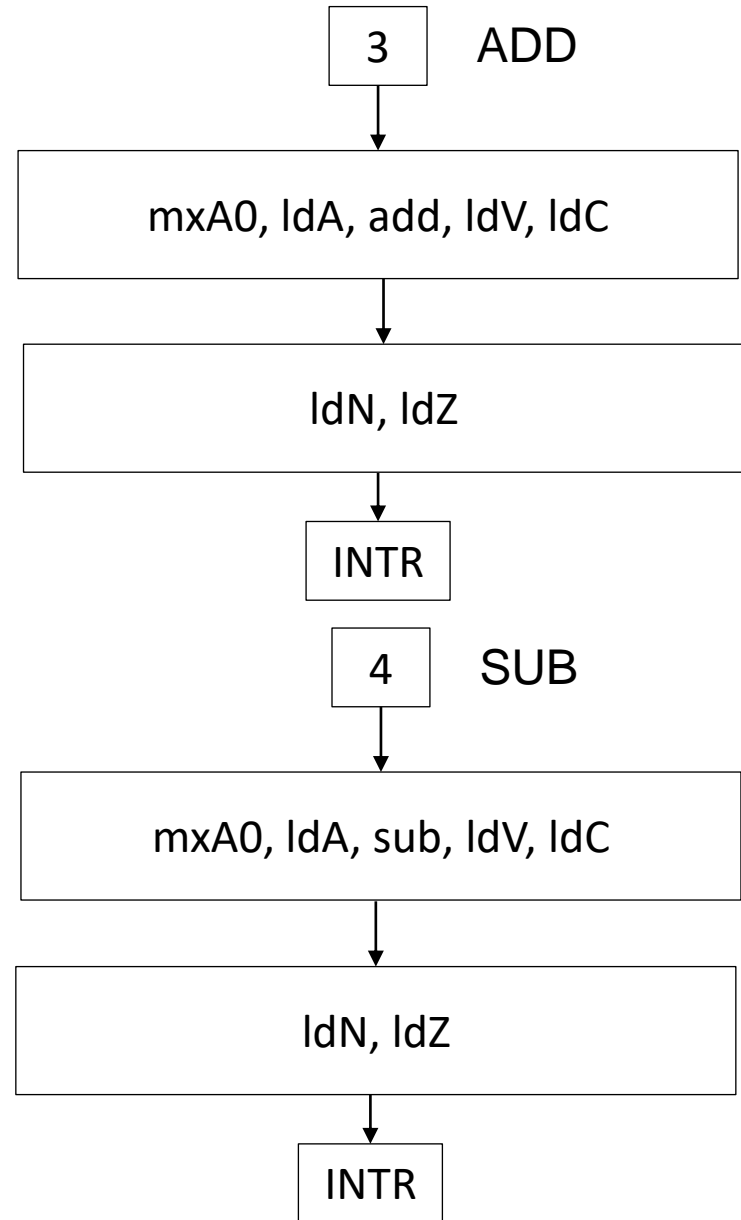 3 ADD
mxA0, ldA, add, ldV, ldC
ldN, ldZ
INTR
4 SUB
mxA0, ldA, sub, ldV, ldC
ldN, ldZ
INTR